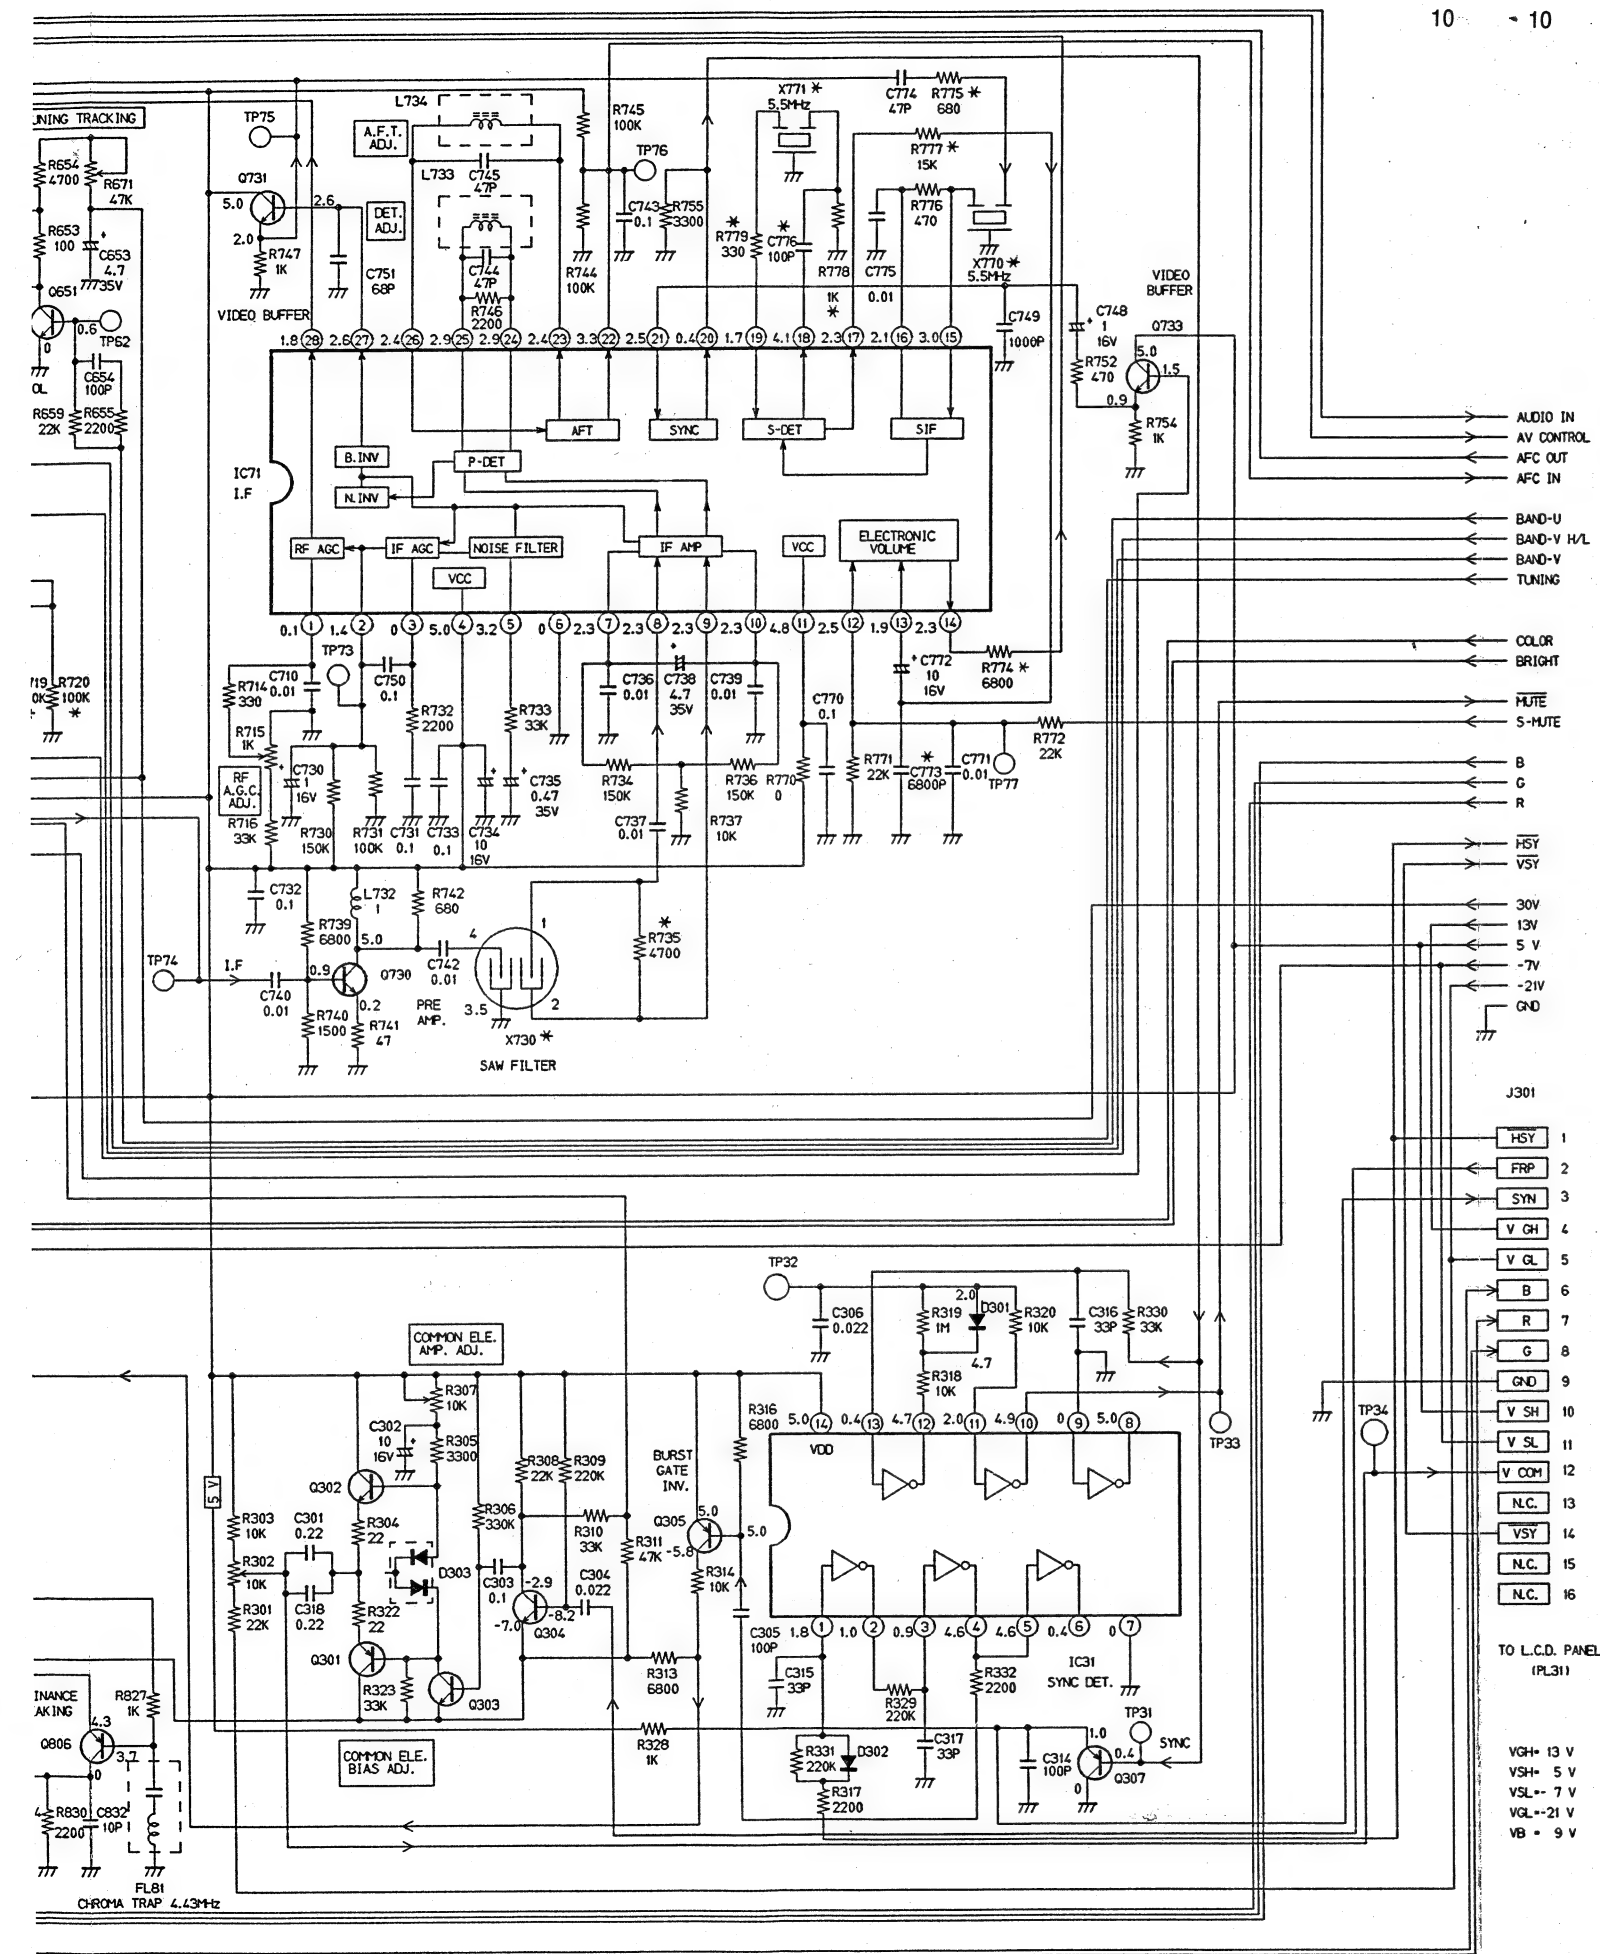 10 - 10
UNING TRACKING
R654
4700
R671
47K
R653
100
C653
4.7
35V
Q651
0.6
TP62
0
OL
C654
100P
R659
22K
R655
2200
TP75
Q731
5.0
2.6
2.0
R747
1K
C751
68P
VIDEO BUFFER
L734
A.F.T.
ADJ.
L733
C745
47P
DET.
ADJ.
C744
47P
R746
2200
R745
100K
TP76
C743
0.1
R755
3300
R744
100K
X771 *
5.5MHz
C774
47P
R775 *
680
R777 *
15K
*
R779
330
*
C776
100P
R778
1K
*
C775
0.01
R776
470
X770 *
5.5MHz
C749
1000P
C748
1
16V
R752
470
VIDEO
BUFFER
Q733
5.0
1.5
0.9
R754
1K
1.8 28 2.6 27 2.4 26 2.9 25 2.9 24 2.4 23 3.3 22 2.5 21 0.4 20 1.7 19 4.1 18 2.3 17 2.1 16 3.0 15
AFT
SYNC
S-DET
SIF
B.INV
P-DET
N.INV
IC71
I.F
RF AGC
IF AGC
NOISE FILTER
IF AMP
VCC
VCC
ELECTRONIC
VOLUME
0.1 1 1.4 2 0 3 5.0 4 3.2 5 0 6 2.3 7 2.3 8 2.3 9 2.3 10 4.8 11 2.5 12 1.9 13 2.3 14
AUDIO IN
AV CONTROL
AFC OUT
AFC IN
BAND-U
BAND-V H/L
BAND-V
TUNING
COLOR
BRIGHT
MUTE
S-MUTE
B
G
R
HSY
VSY
30V
13V
5 V
-7V
-21V
GND
R720
100K
*
R714
330
C710
0.01
TP73
C750
0.1
R715
1K
RF
A.G.C.
ADJ.
R716
33K
C730
1
16V
R730
150K
R731
100K
R732
2200
C731
0.1
C733
0.1
C734
10
16V
R733
33K
C735
0.47
35V
C736
0.01
C738
4.7
35V
C739
0.01
R734
150K
R736
150K
C737
0.01
R737
10K
R770
0
C770
0.1
R771
22K
C772
10
16V
*
C773
6800P
C771
0.01
TP77
R774 *
6800
R772
22K
C732
0.1
L732
1
R742
680
R739
6800
5.0
TP74
I.F
C740
0.01
0.9
Q730
0.2
R740
1500
R741
47
PRE
AMP.
C742
0.01
4
1
3.5
2
X730 *
SAW FILTER
*
R735
4700
J301
HSY 1
FRP 2
SYN 3
V GH 4
V GL 5
B 6
R 7
G 8
GND 9
V SH 10
V SL 11
V COM 12
N.C. 13
VSY 14
N.C. 15
N.C. 16
TO L.C.D. PANEL
(PL31)
VGH= 13 V
VSH= 5 V
VSL=- 7 V
VGL=-21 V
VB = 9 V
TP32
C306
0.022
R319
1M
2.0
D301
R320
10K
C316
33P
R330
33K
4.7
R318
10K
COMMON ELE.
AMP. ADJ.
R307
10K
C302
10
16V
R305
3300
Q302
R304
22
C301
0.22
R303
10K
R302
10K
R301
22K
5 V
C318
0.22
R322
22
D303
Q301
R323
33K
Q303
R306
330K
C303
0.1
R308
22K
R309
220K
-2.9
-8.2
-7.0
Q304
C304
0.022
R310
33K
R311
47K
R313
6800
BURST
GATE
INV.
R316
6800
Q305
5.0
5.0
-5.8
R314
10K
C305
100P
5.0 14 0.4 13 4.7 12 2.0 11 4.9 10 0 9 5.0 8
VDD
TP33
TP34
1.8 1 1.0 2 0.9 3 4.6 4 4.6 5 0.4 6 0 7
IC31
SYNC DET.
C315
33P
R329
220K
R332
2200
C317
33P
R331
220K
D302
R317
2200
R328
1K
C314
100P
1.0
0.4
0
Q307
TP31
SYNC
COMMON ELE.
BIAS ADJ.
INANCE
AKING
R827
1K
Q806
4.3
3.7
0
R830
2200
C832
10P
FL81
CHROMA TRAP 4.43MHz